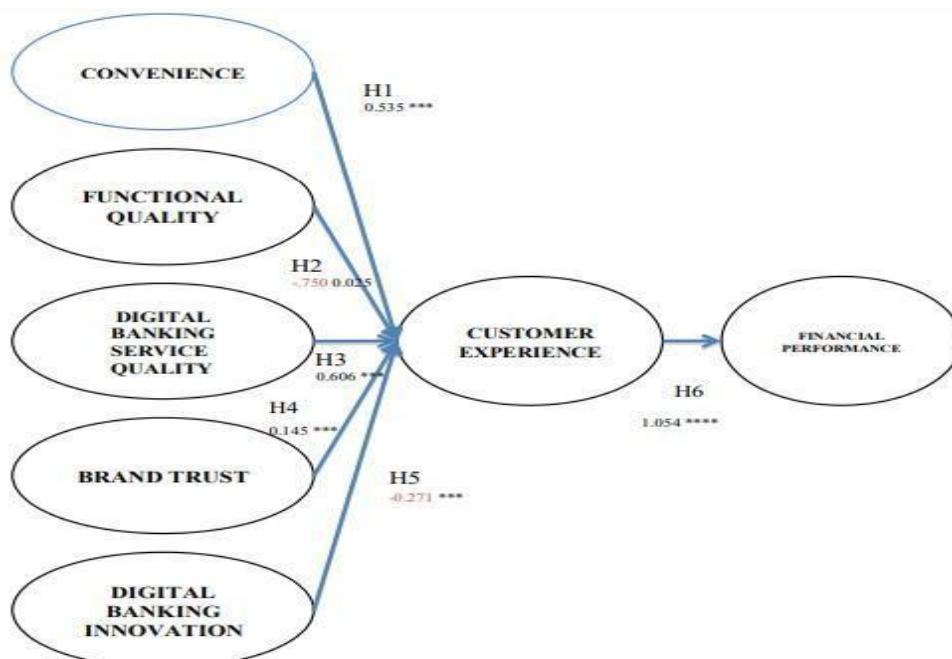 CONVENIENCE
H1
0.535 ***
FUNCTIONAL
QUALITY
H2
-.750 0.025
DIGITAL
BANKING
SERVICE
QUALITY
H3
0.606 ***
CUSTOMER
EXPERIENCE
FINANCIAL
PERFORMANCE
H6
1.054 ****
H4
0.145 ***
BRAND TRUST
H5
-0.271 ***
DIGITAL
BANKING
INNOVATION